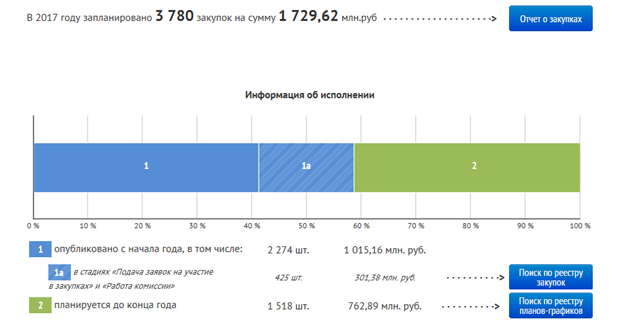 В 2017 году запланировано 3 780 закупок на сумму 1 729,62 млн.руб
Отчет о закупках
Информация об исполнении
1
1а
2
0 % 10 % 20 % 30 % 40 % 50 % 60 % 70 % 80 % 90 % 100 %
1 опубликовано с начала года, в том числе: 2 274 шт. 1 015,16 млн. руб.
1а в стадиях «Подача заявок на участие
в закупках» и «Работа комиссии» 425 шт. 301,38 млн. руб.
Поиск по реестру
закупок
2 планируется до конца года 1 518 шт. 762,89 млн. руб.
Поиск по реестру
планов-графиков